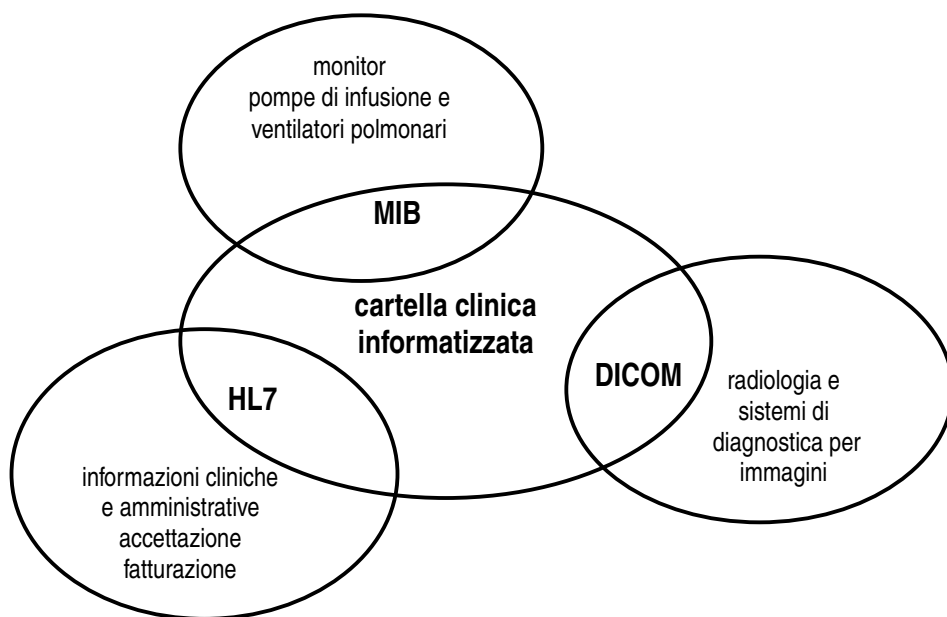 monitor
pompe di infusione e
ventilatori polmonari
MIB
cartella clinica
informatizzata
DICOM
radiologia e
sistemi di
diagnostica per
immagini
HL7
informazioni cliniche
e amministrative
accettazione
fatturazione